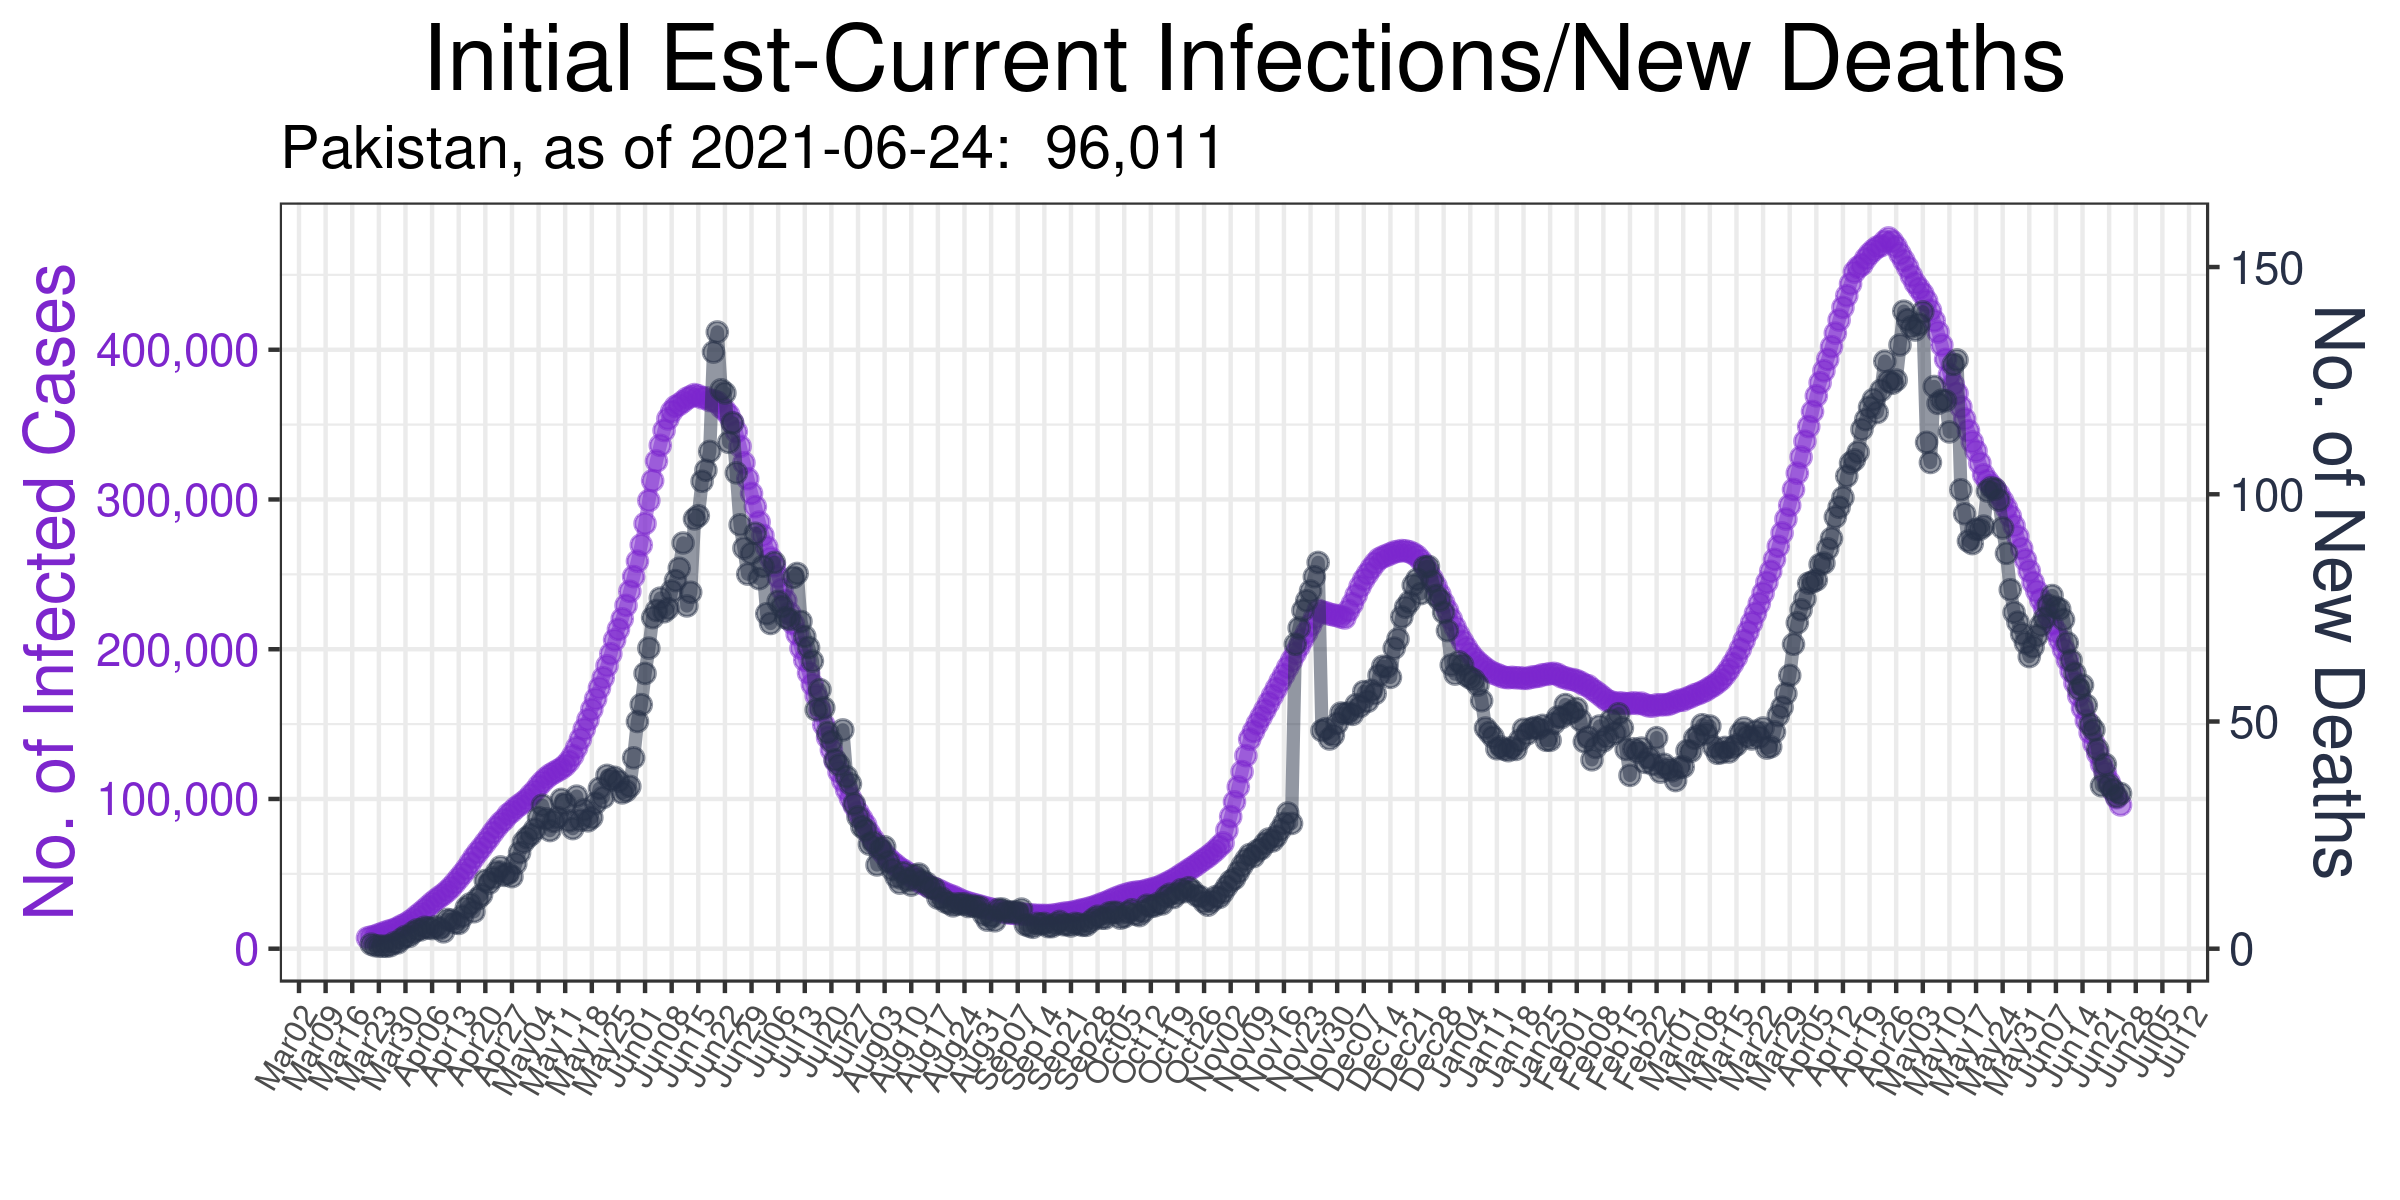 Initial Est-Current Infections/New Deaths
Pakistan, as of 2021-06-24:  96,011
No. of Infected Cases
400,000
300,000
200,000
100,000
0
150
100
50
0
No. of New Deaths
Mar02
Mar09
Mar16
Mar23
Mar30
Apr06
Apr13
Apr20
Apr27
May04
May11
May18
May25
Jun01
Jun08
Jun15
Jun22
Jun29
Jul06
Jul13
Jul20
Jul27
Aug03
Aug10
Aug17
Aug24
Aug31
Sep07
Sep14
Sep21
Sep28
Oct05
Oct12
Oct19
Oct26
Nov02
Nov09
Nov16
Nov23
Nov30
Dec07
Dec14
Dec21
Dec28
Jan04
Jan11
Jan18
Jan25
Feb01
Feb08
Feb15
Feb22
Mar01
Mar08
Mar15
Mar22
Mar29
Apr05
Apr12
Apr19
Apr26
May03
May10
May17
May24
May31
Jun07
Jun14
Jun21
Jun28
Jul05
Jul12